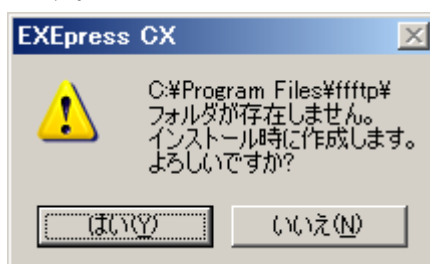 EXEpress CX
C:¥Program Files¥ffftp¥
フォルダが存在しません。
インストール時に作成します。
よろしいですか?
はい(Y)
いいえ(N)